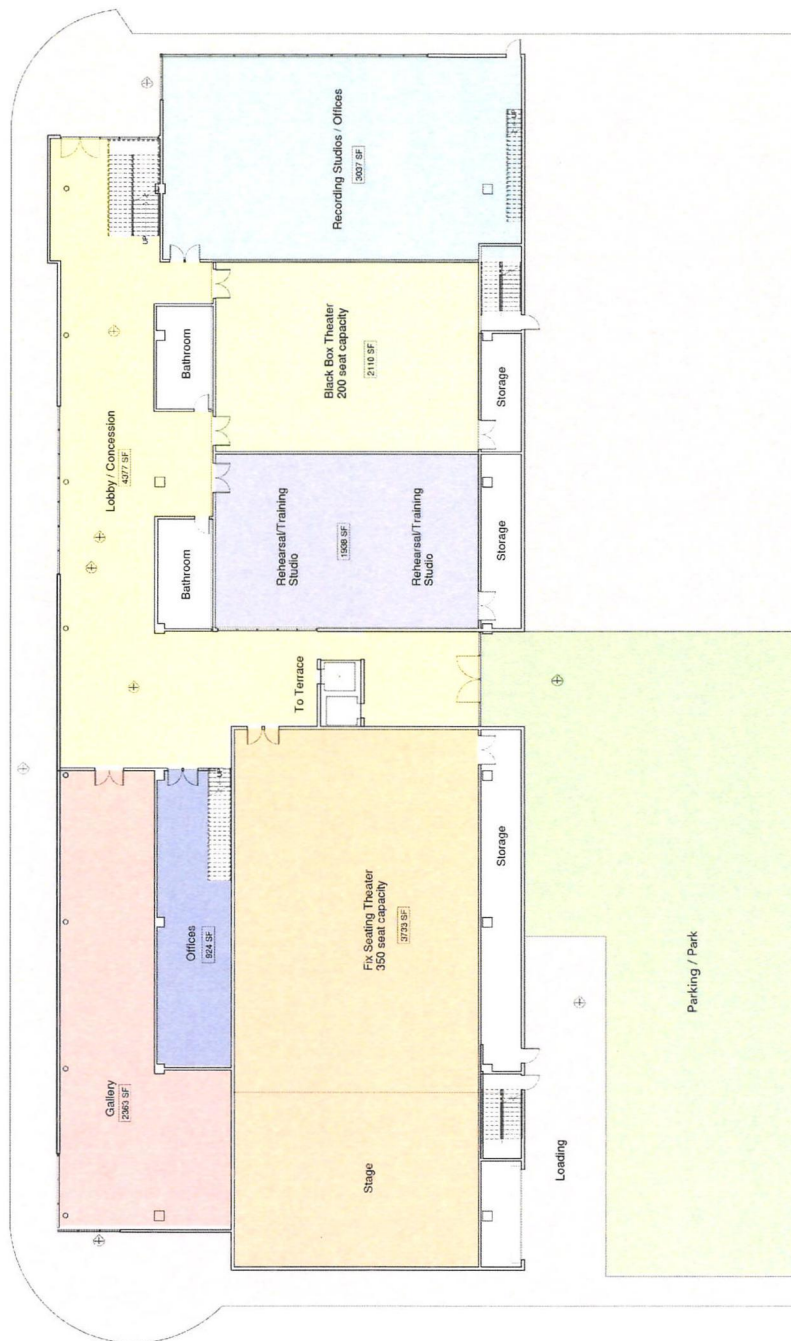 Gallery
2363 SF
Offices
924 SF
UP
Stage
Fix Seating Theater
350 seat capacity
3733 SF
Storage
Loading
Parking / Park
To Terrace
Lobby / Concession
4377 SF
Bathroom
Bathroom
Rehearsal/Training
Studio
1938 SF
Rehearsal/Training
Studio
Storage
Black Box Theater
200 seat capacity
2110 SF
Storage
UP
Recording Studios / Offices
3037 SF
UP